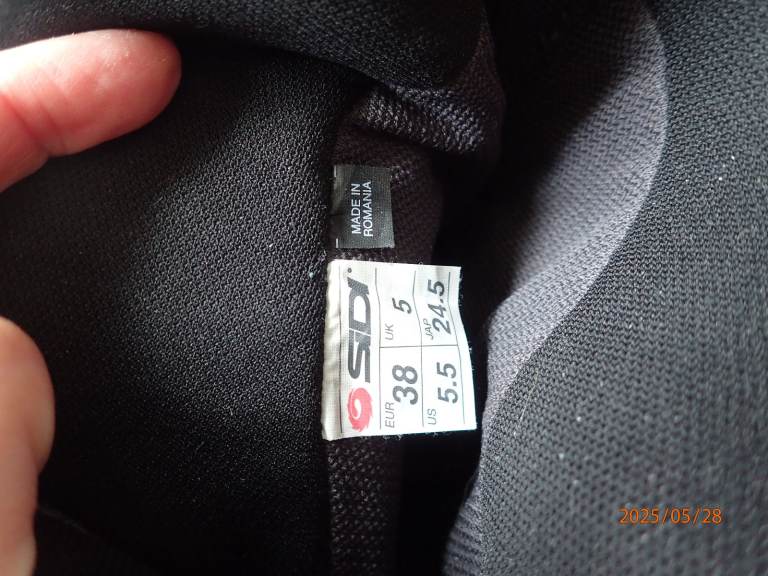 MADE IN
ROMANIA
SIDI
EUR 38
UK 5
US 5.5
JAP 24.5
2025/05/28